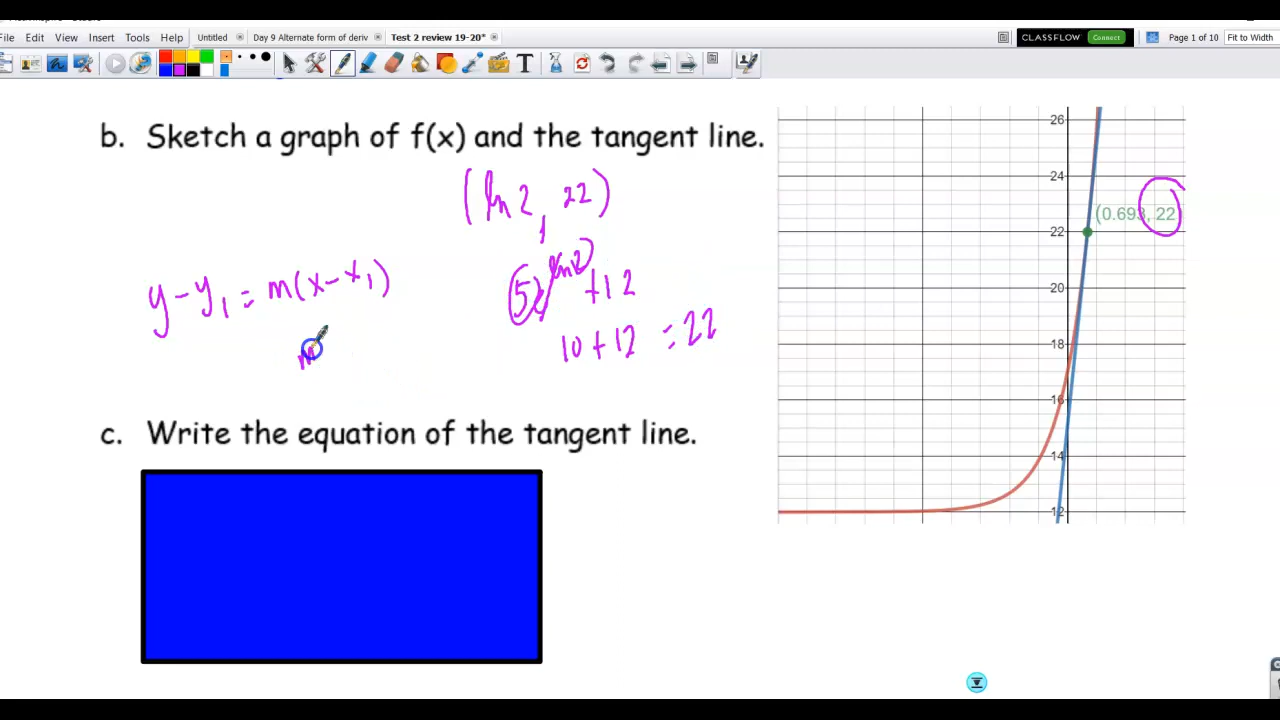 File Edit View Insert Tools Help
Untitled
Day 9 Alternate form of deriv
Test 2 review 19-20*
CLASSFLOW Connect
Page 1 of 10
Fit to Width
b. Sketch a graph of f(x) and the tangent line.
(ln 2, 22)
y - y₁ = m(x - x₁)
5e^(ln 2) + 12
10 + 12 = 22
m
c. Write the equation of the tangent line.
26
24
(0.693, 22
22
20
18
16
14
12